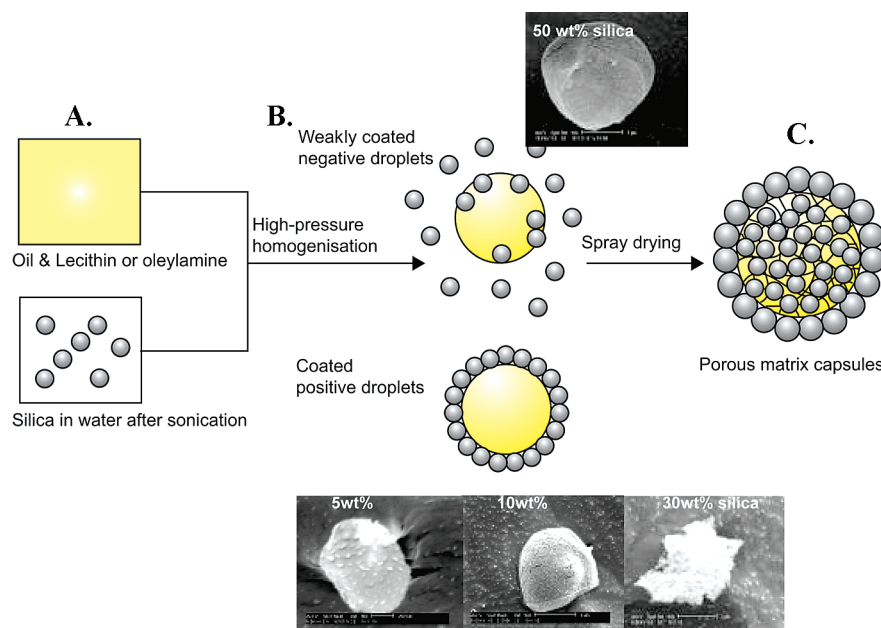 50 wt% silica
A.
B.
C.
Weakly coated
negative droplets
High-pressure
homogenisation
Spray drying
Oil & Lecithin or oleylamine
Porous matrix capsules
Coated
positive droplets
Silica in water after sonication
5wt%
10wt%
30wt% silica